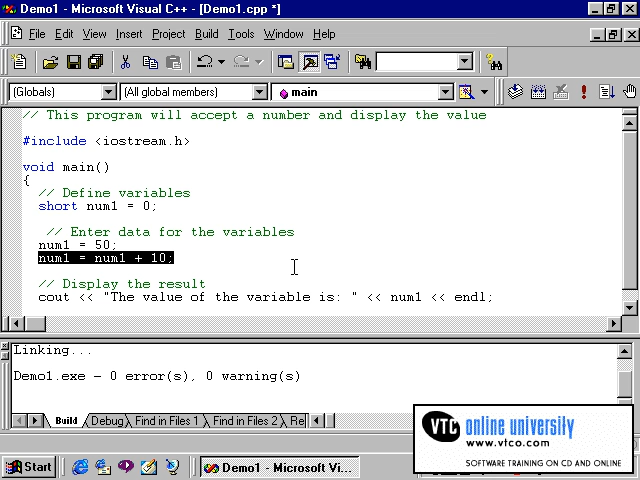 Demo1 - Microsoft Visual C++ - [Demo1.cpp *]
File Edit View Insert Project Build Tools Window Help
(Globals) (All global members) main
// This program will accept a number and display the value
#include <iostream.h>
void main()
{
// Define variables
short num1 = 0;
// Enter data for the variables
num1 = 50;
num1 = num1 + 10;
// Display the result
cout << "The value of the variable is: " << num1 << endl;
Linking...
Demo1.exe - 0 error(s), 0 warning(s)
Build Debug Find in Files 1 Find in Files 2 Re
VTC online university
www.vtco.com
SOFTWARE TRAINING ON CD AND ONLINE
Start Demo1 - Microsoft Vi...